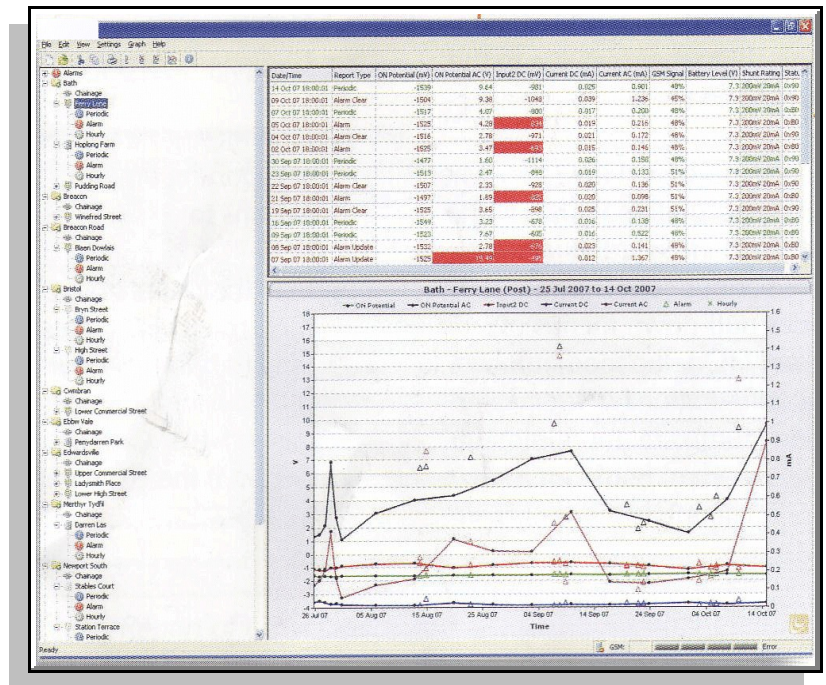 File Edit View Settings Graph Help
Alarms
Bath
Chainage
Ferry Lane
Periodic
Alarm
Hourly
Hoplong Farm
Periodic
Alarm
Hourly
Pudding Road
Breacon
Chainage
Winefred Street
Breacon Road
Chainage
Blaen Dowlais
Periodic
Alarm
Hourly
Bristol
Chainage
Bryn Street
Periodic
Alarm
Hourly
High Street
Periodic
Alarm
Hourly
Cwmbran
Chainage
Lower Commercial Street
Ebbw Vale
Chainage
Penydarren Park
Edwardsville
Chainage
Upper Commercial Street
Ladysmith Place
Lower High Street
Merthyr Tydfil
Chainage
Darren Las
Periodic
Alarm
Hourly
Newport South
Chainage
Stables Court
Periodic
Alarm
Hourly
Station Terrace
Periodic
Date/Time Report Type ON Potential (mV) ON Potential AC (V) Input2 DC (mV) Current DC (mA) Current AC (mA) GSM Signal Battery Level (V) Shunt Rating Statu
14 Oct 07 18:00:01 Periodic -1539 9.64 -981 0.025 0.901 48% 7.3 200mV 20mA 0x90
09 Oct 07 18:00:01 Alarm Clear -1504 9.38 -1048 0.039 1.236 45% 7.3 200mV 20mA 0x90
07 Oct 07 18:00:01 Periodic -1517 4.07 -800 0.017 0.200 48% 7.3 200mV 20mA 0x80
05 Oct 07 18:00:01 Alarm -1525 4.29 0.019 0.216 48% 7.3 200mV 20mA 0x80
04 Oct 07 18:00:01 Alarm Clear -1516 2.78 -971 0.021 0.172 48% 7.3 200mV 20mA 0x90
02 Oct 07 18:00:01 Alarm -1525 3.47 0.015 0.146 48% 7.3 200mV 20mA 0x80
30 Sep 07 18:00:01 Periodic -1477 1.60 -1114 0.026 0.150 48% 7.3 200mV 20mA 0x90
23 Sep 07 18:00:01 Periodic -1513 2.47 0.019 0.133 51% 7.3 200mV 20mA 0x90
22 Sep 07 18:00:01 Alarm Clear -1507 2.33 -928 0.020 0.136 51% 7.3 200mV 20mA 0x90
21 Sep 07 18:00:01 Alarm -1497 1.89 0.020 0.098 51% 7.3 200mV 20mA 0x80
19 Sep 07 18:00:01 Alarm Clear -1525 3.65 -898 0.025 0.231 51% 7.3 200mV 20mA 0x90
16 Sep 07 18:00:01 Periodic -1549 3.23 -678 0.016 0.138 48% 7.3 200mV 20mA 0x80
09 Sep 07 18:00:01 Periodic -1523 7.67 -605 0.016 0.522 48% 7.3 200mV 20mA 0x80
08 Sep 07 18:00:01 Alarm Update -1532 2.78 0.023 0.141 48% 7.3 200mV 20mA 0x80
07 Sep 07 18:00:01 Alarm Update -1525 0.012 1.367 48% 7.3 200mV 20mA 0x80
Bath - Ferry Lane (Post) - 25 Jul 2007 to 14 Oct 2007
ON Potential ON Potential AC Input2 DC Current DC Current AC Alarm Hourly
18
17
16
15
14
13
12
11
10
9
8
7
6
5
4
3
2
1
0
-1
-2
-3
-4
V
1.6
1.5
1.4
1.3
1.2
1.1
1
0.9
0.8
0.7
0.6
0.5
0.4
0.3
0.2
0.1
0
mA
26 Jul 07 05 Aug 07 15 Aug 07 25 Aug 07 04 Sep 07 14 Sep 07 24 Sep 07 04 Oct 07 14 Oct 07
Time
Ready GSM: Error